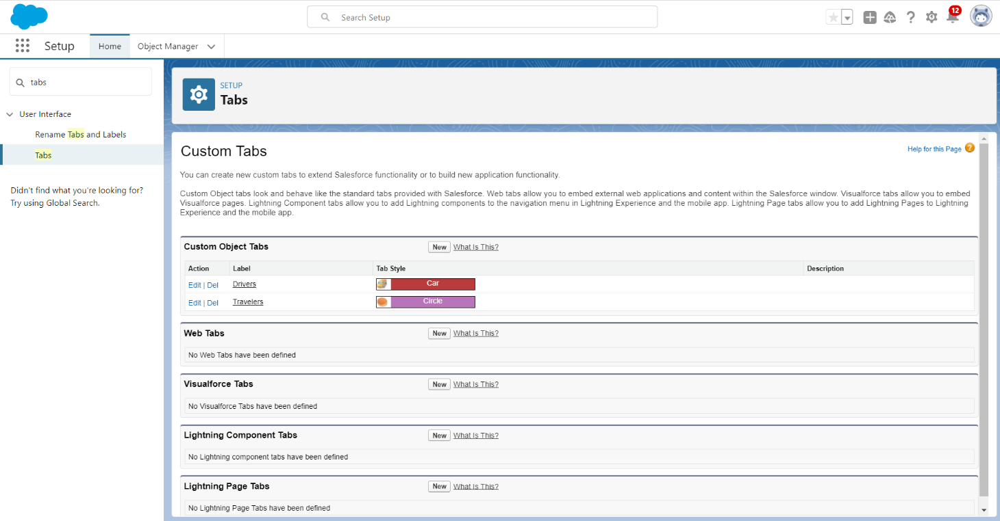 Search Setup
12
Setup
Home
Object Manager
tabs
User Interface
Rename Tabs and Labels
Tabs
Didn't find what you're looking for?
Try using Global Search.
SETUP
Tabs
Custom Tabs
Help for this Page ?
You can create new custom tabs to extend Salesforce functionality or to build new application functionality.
Custom Object tabs look and behave like the standard tabs provided with Salesforce. Web tabs allow you to embed external web applications and content within the Salesforce window. Visualforce tabs allow you to embed
Visualforce pages. Lightning Component tabs allow you to add Lightning components to the navigation menu in Lightning Experience and the mobile app. Lightning Page tabs allow you to add Lightning Pages to Lightning
Experience and the mobile app.
Custom Object Tabs New What Is This?
Action Label Tab Style Description
Edit | Del Drivers Car
Edit | Del Travelers Circle
Web Tabs New What Is This?
No Web Tabs have been defined
Visualforce Tabs New What Is This?
No Visualforce Tabs have been defined
Lightning Component Tabs New What Is This?
No Lightning component tabs have been defined
Lightning Page Tabs New What Is This?
No Lightning Page Tabs have been defined